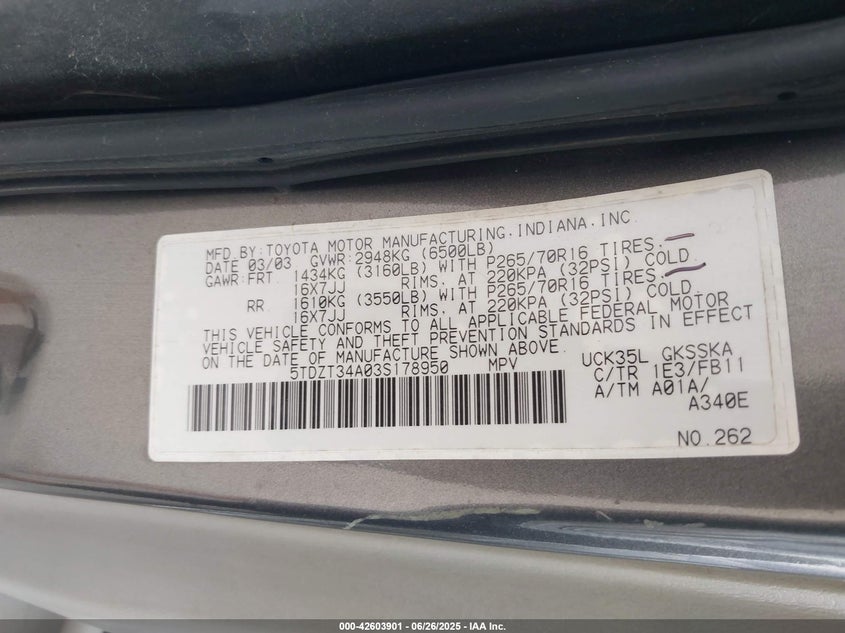 MFD.BY:TOYOTA MOTOR MANUFACTURING,INDIANA,INC.
DATE 03/03 GVWR:2948KG (6500LB)
GAWR:FRT 1434KG (3160LB) WITH P265/70R16 TIRES,
16X7JJ RIMS, AT 220KPA (32PSI) COLD.
RR 1610KG (3550LB) WITH P265/70R16 TIRES,
16X7JJ RIMS, AT 220KPA (32PSI) COLD.
THIS VEHICLE CONFORMS TO ALL APPLICABLE FEDERAL MOTOR
VEHICLE SAFETY AND THEFT PREVENTION STANDARDS IN EFFECT
ON THE DATE OF MANUFACTURE SHOWN ABOVE.
5TDZT34A03S178950 MPV
UCK35L GKSSKA
C/TR 1E3/FB11
A/TM A01A/
A340E
NO.262
000-42603901 - 06/26/2025 - IAA Inc.